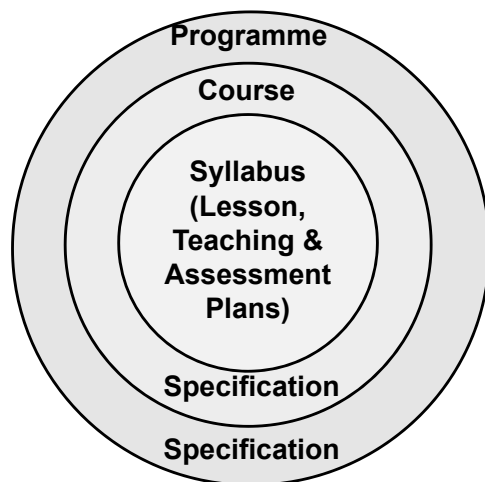 Programme
Course
Syllabus
(Lesson,
Teaching &
Assessment
Plans)
Specification
Specification